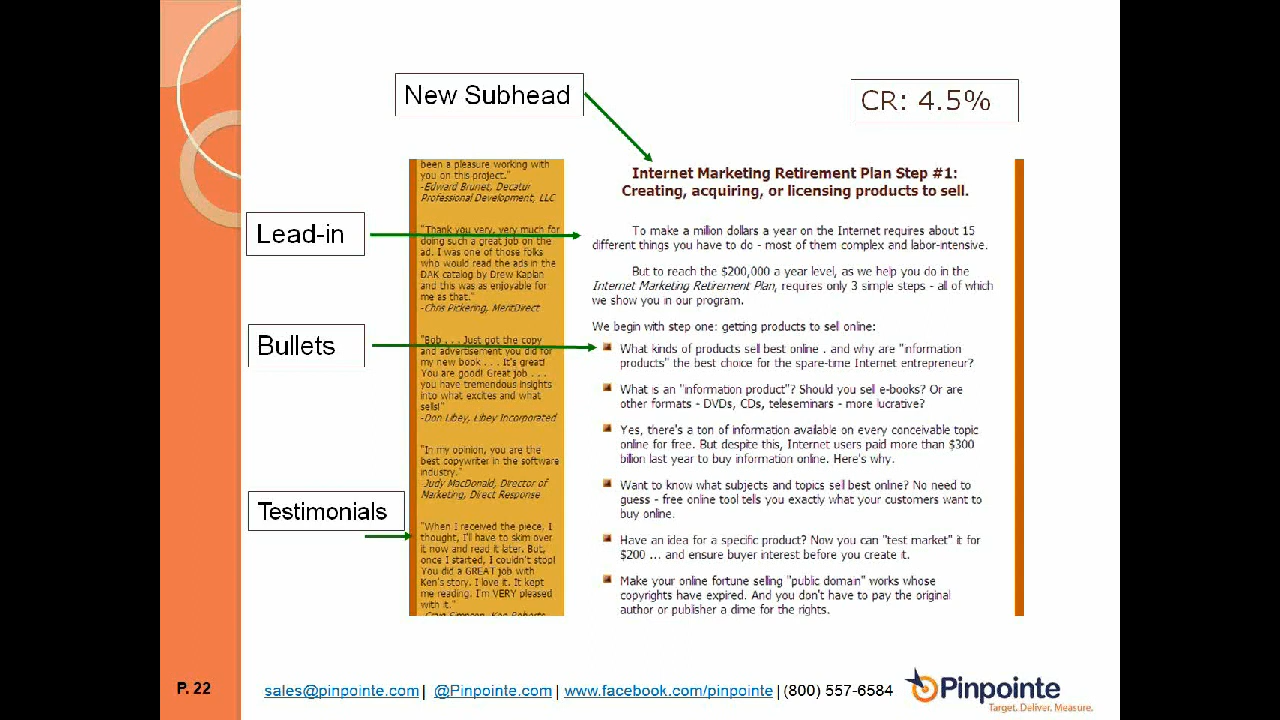 New Subhead
CR: 4.5%
Lead-in
Bullets
Testimonials
been a pleasure working with
you on this project."
-Edward Brunet, Decatur
Professional Development, LLC
"Thank you very, very much for
doing such a great job on the
ad. I was one of those folks
who would read the ads in the
DAK catalog by Drew Kaplan
and this was as enjoyable for
me as that."
-Chris Pickering, MeritDirect
"Bob . . . Just got the copy
and advertisement you did for
my new book . . . It's great!
You are good! Great job . . .
you have tremendous insights
into what excites and what
sells!"
-Don Libey, Libey Incorporated
"In my opinion, you are the
best copywriter in the software
industry."
-Judy MacDonald, Director of
Marketing, Direct Response
"When I received the piece, I
thought, I'll have to skim over
it now and read it later. But,
once I started, I couldn't stop!
You did a GREAT job with
Ken's story. I love it. It kept
me reading. I'm VERY pleased
with it."
Internet Marketing Retirement Plan Step #1:
Creating, acquiring, or licensing products to sell.
To make a milion dollars a year on the Internet requires about 15
different things you have to do - most of them complex and labor-intensive.
But to reach the $200,000 a year level, as we help you do in the
Internet Marketing Retirement Plan, requires only 3 simple steps - all of which
we show you in our program.
We begin with step one: getting products to sell online:
What kinds of products sell best online . and why are "information
products" the best choice for the spare-time Internet entrepreneur?
What is an "information product"? Should you sell e-books? Or are
other formats - DVDs, CDs, teleseminars - more lucrative?
Yes, there's a ton of information available on every conceivable topic
online for free. But despite this, Internet users paid more than $300
bilion last year to buy information online. Here's why.
Want to know what subjects and topics sell best online? No need to
guess - free online tool tells you exactly what your customers want to
buy online.
Have an idea for a specific product? Now you can "test market" it for
$200 ... and ensure buyer interest before you create it.
Make your online fortune selling "public domain" works whose
copyrights have expired. And you don't have to pay the original
author or publisher a dime for the rights.
P. 22
sales@pinpointe.com | @Pinpointe.com | www.facebook.com/pinpointe | (800) 557-6584
Pinpointe
Target. Deliver. Measure.